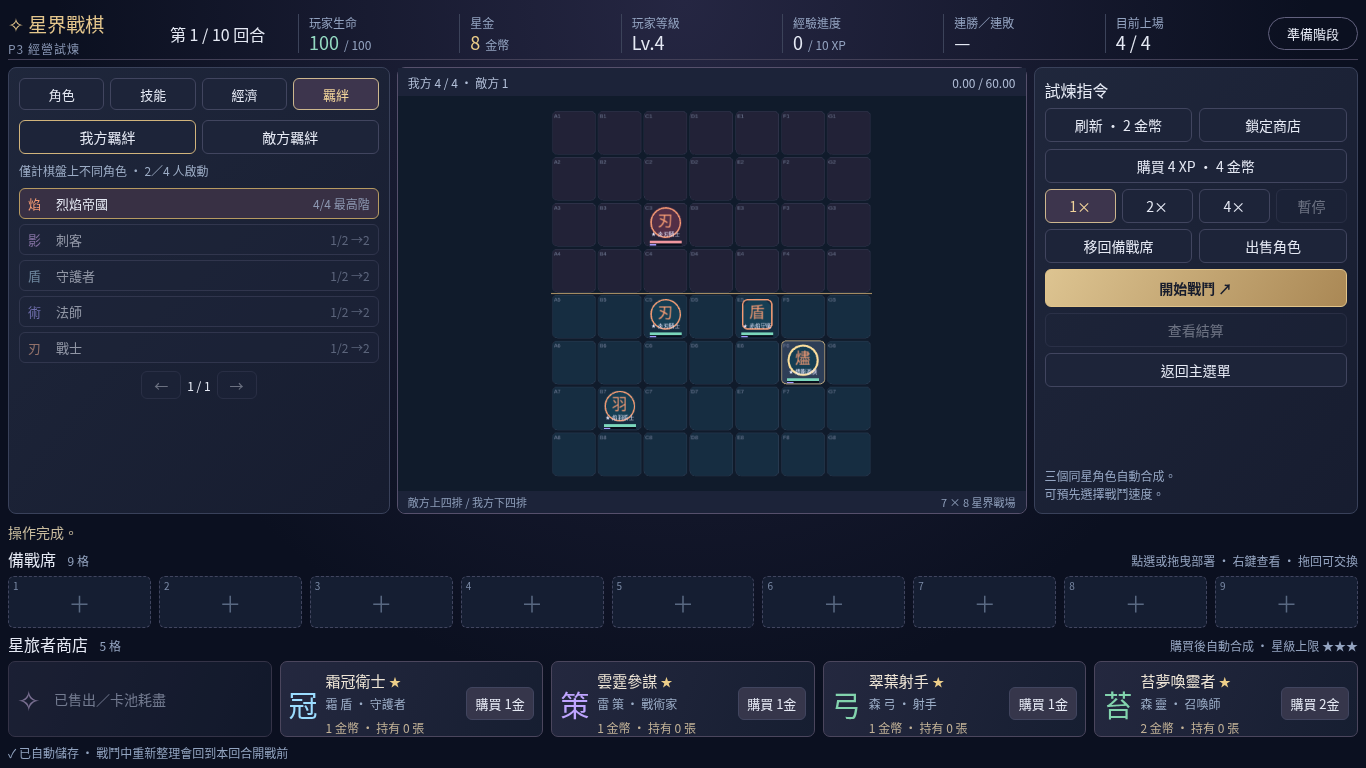 ✧ 星界戰棋
P3 經營試煉
第 1 / 10 回合
玩家生命
100 / 100
星金
8 金幣
玩家等級
Lv.4
經驗進度
0 / 10 XP
連勝／連敗
—
目前上場
4 / 4
準備階段
角色
技能
經濟
羈絆
我方羈絆
敵方羈絆
僅計棋盤上不同角色 · 2／4 人啟動
焰 烈焰帝國 4/4 最高階
影 刺客 1/2 →2
盾 守護者 1/2 →2
術 法師 1/2 →2
刃 戰士 1/2 →2
← 1 / 1 →
我方 4 / 4 · 敵方 1
0.00 / 60.00
刃
刃
盾
燼
羽
敵方上四排 / 我方下四排
7 × 8 星界戰場
試煉指令
刷新 · 2 金幣
鎖定商店
購買 4 XP · 4 金幣
1×
2×
4×
暫停
移回備戰席
出售角色
開始戰鬥 ↗
查看結算
返回主選單
三個同星角色自動合成。
可預先選擇戰鬥速度。
操作完成。
備戰席 9 格
點選或拖曳部署 · 右鍵查看 · 拖回可交換
1 ＋
2 ＋
3 ＋
4 ＋
5 ＋
6 ＋
7 ＋
8 ＋
9 ＋
星旅者商店 5 格
購買後自動合成 · 星級上限 ★★★
✧ 已售出／卡池耗盡
冠
霜冠衛士 ★
霜 盾 · 守護者
1 金幣 · 持有 0 張
購買 1金
策
雲霆參謀 ★
雷 策 · 戰術家
1 金幣 · 持有 0 張
購買 1金
弓
翠葉射手 ★
森 弓 · 射手
1 金幣 · 持有 0 張
購買 1金
苔
苔夢喚靈者 ★
森 靈 · 召喚師
2 金幣 · 持有 0 張
購買 2金
✓ 已自動儲存 · 戰鬥中重新整理會回到本回合開戰前